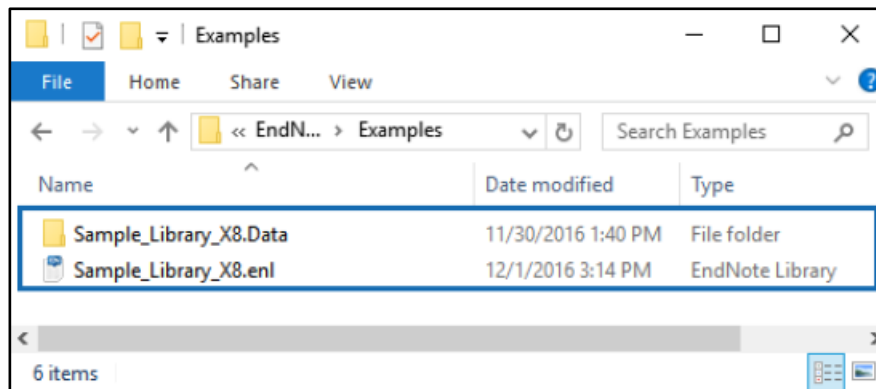 Examples
File Home Share View
« EndN... > Examples Search Examples
Name Date modified Type
Sample_Library_X8.Data 11/30/2016 1:40 PM File folder
Sample_Library_X8.enl 12/1/2016 3:14 PM EndNote Library
6 items